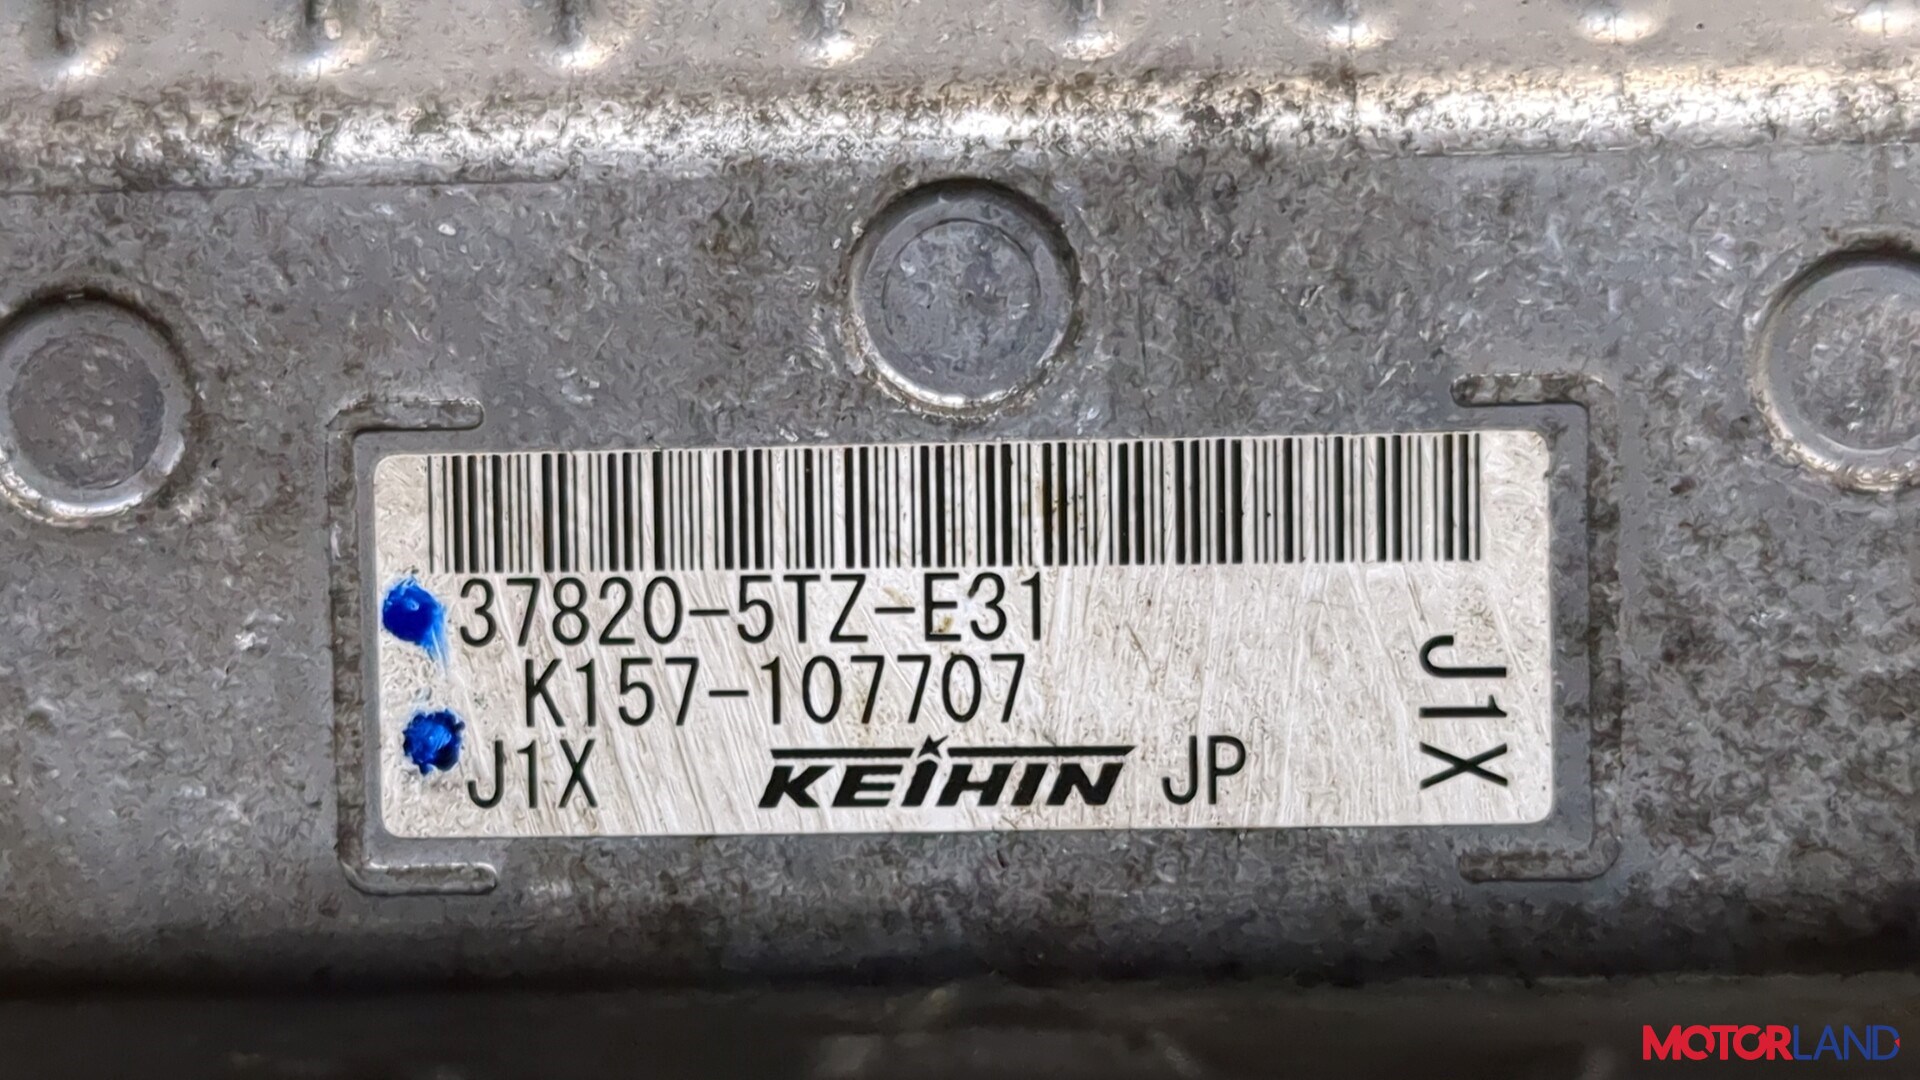 37820-5TZ-E31
K157-107707
J1X KEIHIN JP
J1X
MOTORLAND